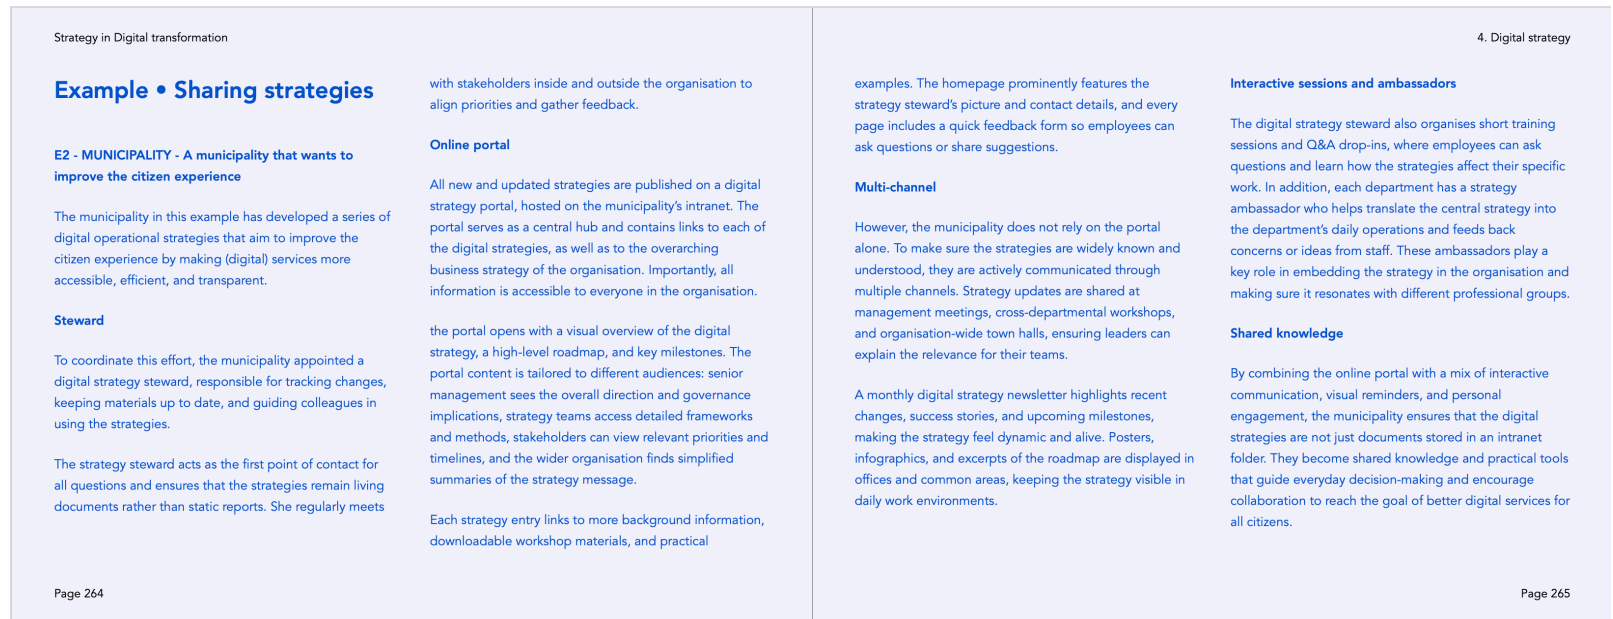 Strategy in Digital transformation
Example • Sharing strategies
E2 - MUNICIPALITY - A municipality that wants to
improve the citizen experience
The municipality in this example has developed a series of
digital operational strategies that aim to improve the
citizen experience by making (digital) services more
accessible, efficient, and transparent.
Steward
To coordinate this effort, the municipality appointed a
digital strategy steward, responsible for tracking changes,
keeping materials up to date, and guiding colleagues in
using the strategies.
The strategy steward acts as the first point of contact for
all questions and ensures that the strategies remain living
documents rather than static reports. She regularly meets
with stakeholders inside and outside the organisation to
align priorities and gather feedback.
Online portal
All new and updated strategies are published on a digital
strategy portal, hosted on the municipality's intranet. The
portal serves as a central hub and contains links to each of
the digital strategies, as well as to the overarching
business strategy of the organisation. Importantly, all
information is accessible to everyone in the organisation.
the portal opens with a visual overview of the digital
strategy, a high-level roadmap, and key milestones. The
portal content is tailored to different audiences: senior
management sees the overall direction and governance
implications, strategy teams access detailed frameworks
and methods, stakeholders can view relevant priorities and
timelines, and the wider organisation finds simplified
summaries of the strategy message.
Each strategy entry links to more background information,
downloadable workshop materials, and practical
Page 264
4. Digital strategy
examples. The homepage prominently features the
strategy steward's picture and contact details, and every
page includes a quick feedback form so employees can
ask questions or share suggestions.
Multi-channel
However, the municipality does not rely on the portal
alone. To make sure the strategies are widely known and
understood, they are actively communicated through
multiple channels. Strategy updates are shared at
management meetings, cross-departmental workshops,
and organisation-wide town halls, ensuring leaders can
explain the relevance for their teams.
A monthly digital strategy newsletter highlights recent
changes, success stories, and upcoming milestones,
making the strategy feel dynamic and alive. Posters,
infographics, and excerpts of the roadmap are displayed in
offices and common areas, keeping the strategy visible in
daily work environments.
Interactive sessions and ambassadors
The digital strategy steward also organises short training
sessions and Q&A drop-ins, where employees can ask
questions and learn how the strategies affect their specific
work. In addition, each department has a strategy
ambassador who helps translate the central strategy into
the department's daily operations and feeds back
concerns or ideas from staff. These ambassadors play a
key role in embedding the strategy in the organisation and
making sure it resonates with different professional groups.
Shared knowledge
By combining the online portal with a mix of interactive
communication, visual reminders, and personal
engagement, the municipality ensures that the digital
strategies are not just documents stored in an intranet
folder. They become shared knowledge and practical tools
that guide everyday decision-making and encourage
collaboration to reach the goal of better digital services for
all citizens.
Page 265